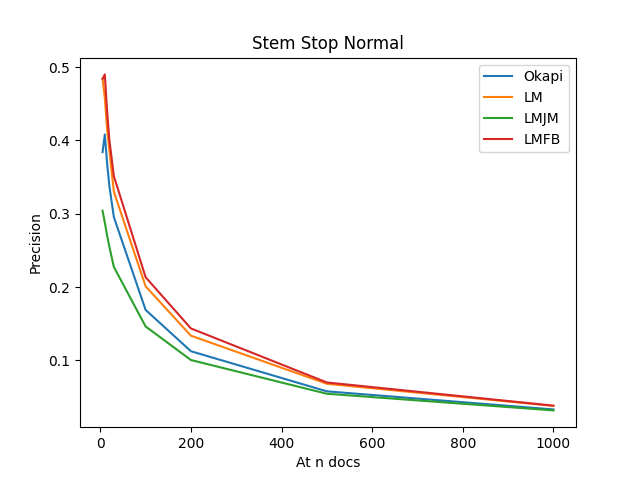 Stem Stop Normal
0.5
0.4
0.3
0.2
0.1
Precision
Okapi
LM
LMJM
LMFB
0 200 400 600 800 1000
At n docs